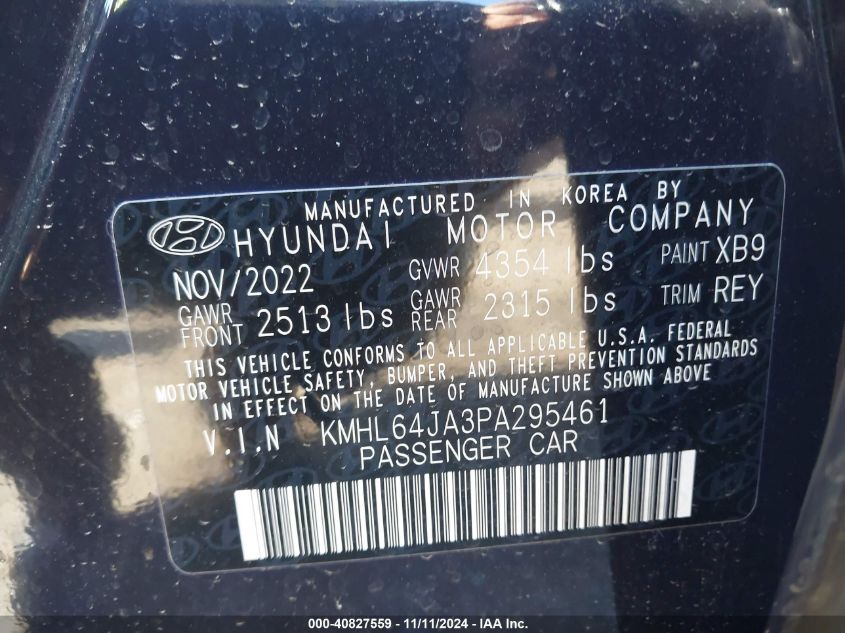 MANUFACTURED IN KOREA BY
HYUNDAI MOTOR COMPANY
NOV/2022 GVWR 4354 lbs PAINT XB9
GAWR FRONT 2513 lbs GAWR REAR 2315 lbs TRIM REY
THIS VEHICLE CONFORMS TO ALL APPLICABLE U.S.A. FEDERAL
MOTOR VEHICLE SAFETY, BUMPER, AND THEFT PREVENTION STANDARDS
IN EFFECT ON THE DATE OF MANUFACTURE SHOWN ABOVE
V.I.N KMHL64JA3PA295461
PASSENGER CAR
000-40827559 - 11/11/2024 - IAA Inc.